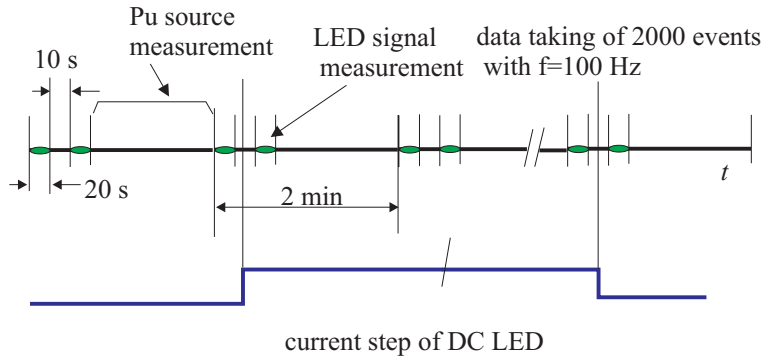 Pu source
measurement
LED signal
measurement
data taking of 2000 events
with f=100 Hz
10 s
20 s
2 min
t
current step of DC LED